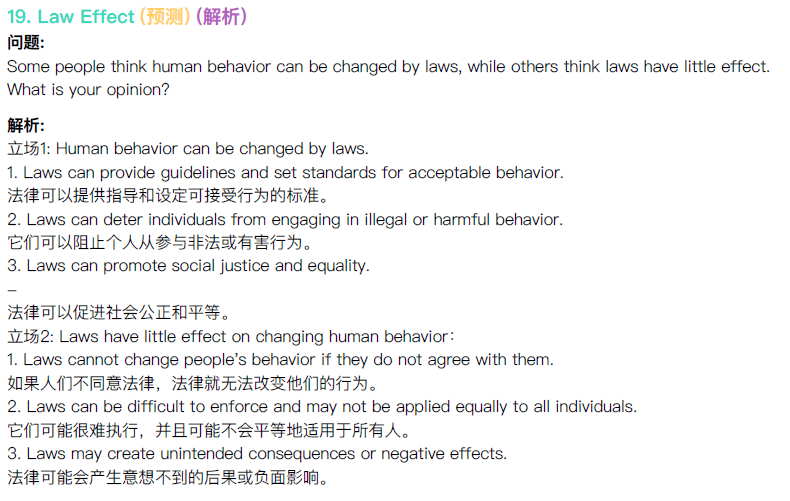 19. Law Effect (预测) (解析)
问题:
Some people think human behavior can be changed by laws, while others think laws have little effect.
What is your opinion?
解析:
立场1: Human behavior can be changed by laws.
1. Laws can provide guidelines and set standards for acceptable behavior.
法律可以提供指导和设定可接受行为的标准。
2. Laws can deter individuals from engaging in illegal or harmful behavior.
它们可以阻止个人从参与非法或有害行为。
3. Laws can promote social justice and equality.
–
法律可以促进社会公正和平等。
立场2: Laws have little effect on changing human behavior：
1. Laws cannot change people's behavior if they do not agree with them.
如果人们不同意法律，法律就无法改变他们的行为。
2. Laws can be difficult to enforce and may not be applied equally to all individuals.
它们可能很难执行，并且可能不会平等地适用于所有人。
3. Laws may create unintended consequences or negative effects.
法律可能会产生意想不到的后果或负面影响。